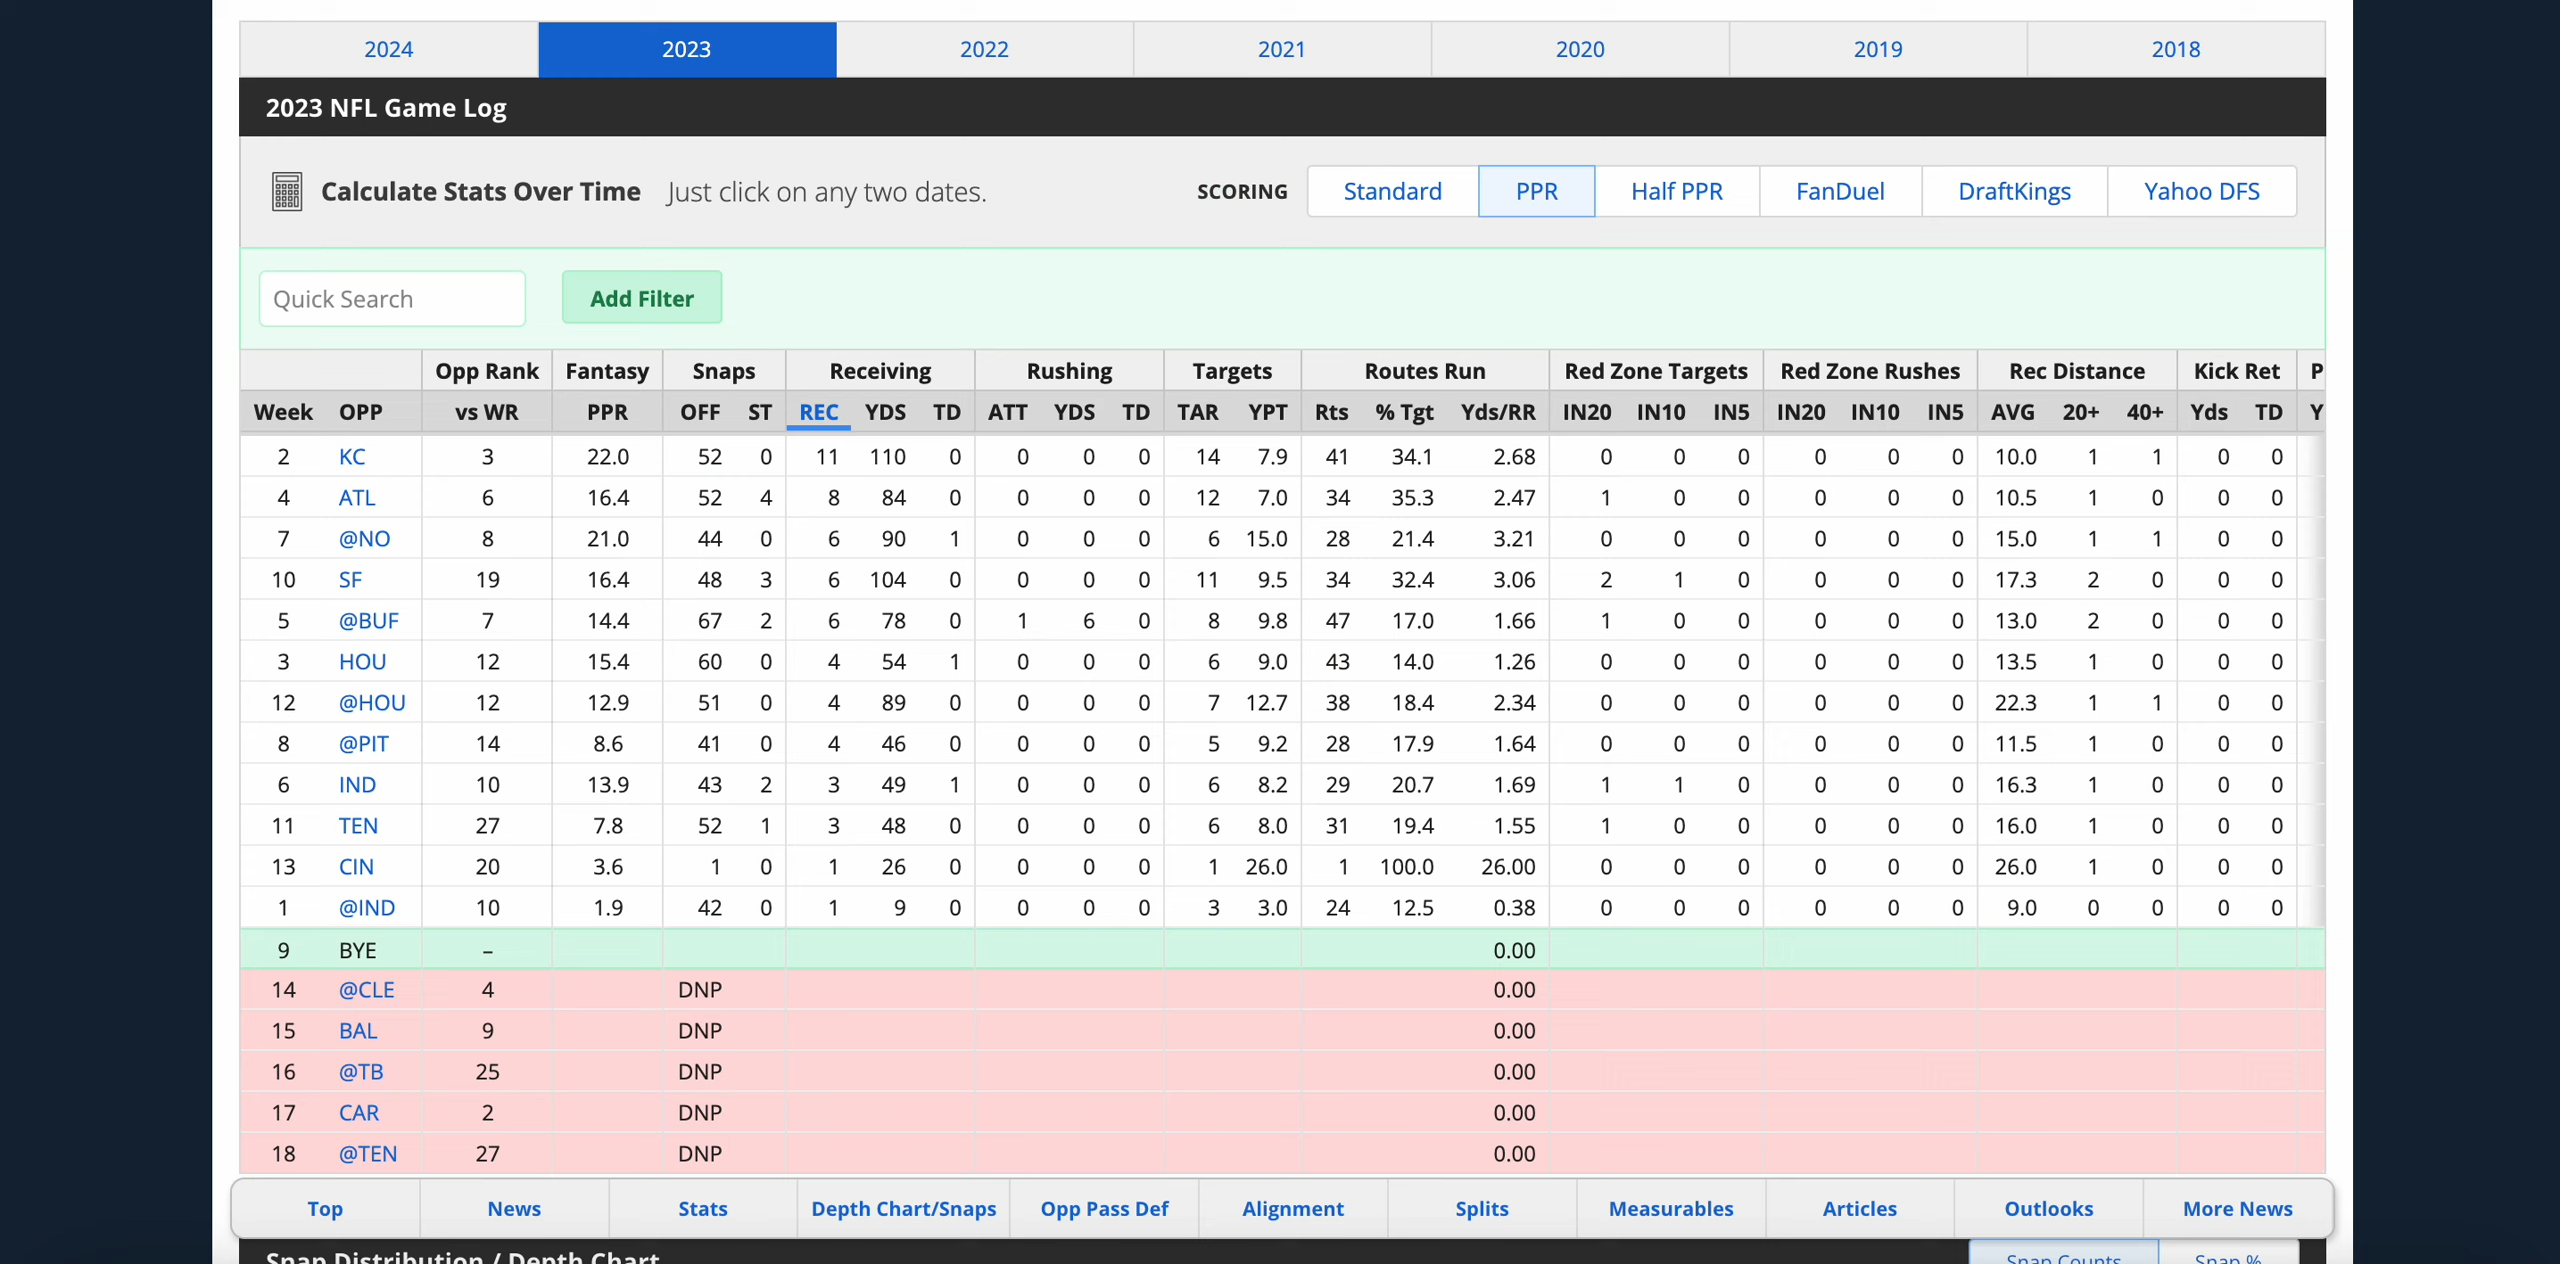 2024 2023 2022 2021 2020 2019 2018
2023 NFL Game Log
Calculate Stats Over Time Just click on any two dates. SCORING Standard PPR Half PPR FanDuel DraftKings Yahoo DFS
Quick Search Add Filter
Opp Rank Fantasy Snaps Receiving Rushing Targets Routes Run Red Zone Targets Red Zone Rushes Rec Distance Kick Ret P
Week OPP vs WR PPR OFF ST REC YDS TD ATT YDS TD TAR YPT Rts % Tgt Yds/RR IN20 IN10 IN5 IN20 IN10 IN5 AVG 20+ 40+ Yds TD Y
2 KC 3 22.0 52 0 11 110 0 0 0 0 14 7.9 41 34.1 2.68 0 0 0 0 0 0 10.0 1 1 0 0
4 ATL 6 16.4 52 4 8 84 0 0 0 0 12 7.0 34 35.3 2.47 1 0 0 0 0 0 10.5 1 0 0 0
7 @NO 8 21.0 44 0 6 90 1 0 0 0 6 15.0 28 21.4 3.21 0 0 0 0 0 0 15.0 1 1 0 0
10 SF 19 16.4 48 3 6 104 0 0 0 0 11 9.5 34 32.4 3.06 2 1 0 0 0 0 17.3 2 0 0 0
5 @BUF 7 14.4 67 2 6 78 0 1 6 0 8 9.8 47 17.0 1.66 1 0 0 0 0 0 13.0 2 0 0 0
3 HOU 12 15.4 60 0 4 54 1 0 0 0 6 9.0 43 14.0 1.26 0 0 0 0 0 0 13.5 1 0 0 0
12 @HOU 12 12.9 51 0 4 89 0 0 0 0 7 12.7 38 18.4 2.34 0 0 0 0 0 0 22.3 1 1 0 0
8 @PIT 14 8.6 41 0 4 46 0 0 0 0 5 9.2 28 17.9 1.64 0 0 0 0 0 0 11.5 1 0 0 0
6 IND 10 13.9 43 2 3 49 1 0 0 0 6 8.2 29 20.7 1.69 1 1 0 0 0 0 16.3 1 0 0 0
11 TEN 27 7.8 52 1 3 48 0 0 0 0 6 8.0 31 19.4 1.55 1 0 0 0 0 0 16.0 1 0 0 0
13 CIN 20 3.6 1 0 1 26 0 0 0 0 1 26.0 1 100.0 26.00 0 0 0 0 0 0 26.0 1 0 0 0
1 @IND 10 1.9 42 0 1 9 0 0 0 0 3 3.0 24 12.5 0.38 0 0 0 0 0 0 9.0 0 0 0 0
9 BYE – 0.00
14 @CLE 4 DNP 0.00
15 BAL 9 DNP 0.00
16 @TB 25 DNP 0.00
17 CAR 2 DNP 0.00
18 @TEN 27 DNP 0.00
Top News Stats Depth Chart/Snaps Opp Pass Def Alignment Splits Measurables Articles Outlooks More News
Snap Distribution / Depth Chart Snap Counts Snap %